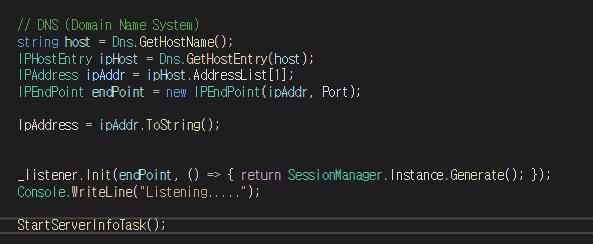 // DNS (Domain Name System)
string host = Dns.GetHostName();
IPHostEntry ipHost = Dns.GetHostEntry(host);
IPAddress ipAddr = ipHost.AddressList[1];
IPEndPoint endPoint = new IPEndPoint(ipAddr, Port);
IpAddress = ipAddr.ToString();
_listener.Init(endPoint, () => { return SessionManager.Instance.Generate(); });
Console.WriteLine("Listening.....");
StartServerInfoTask();